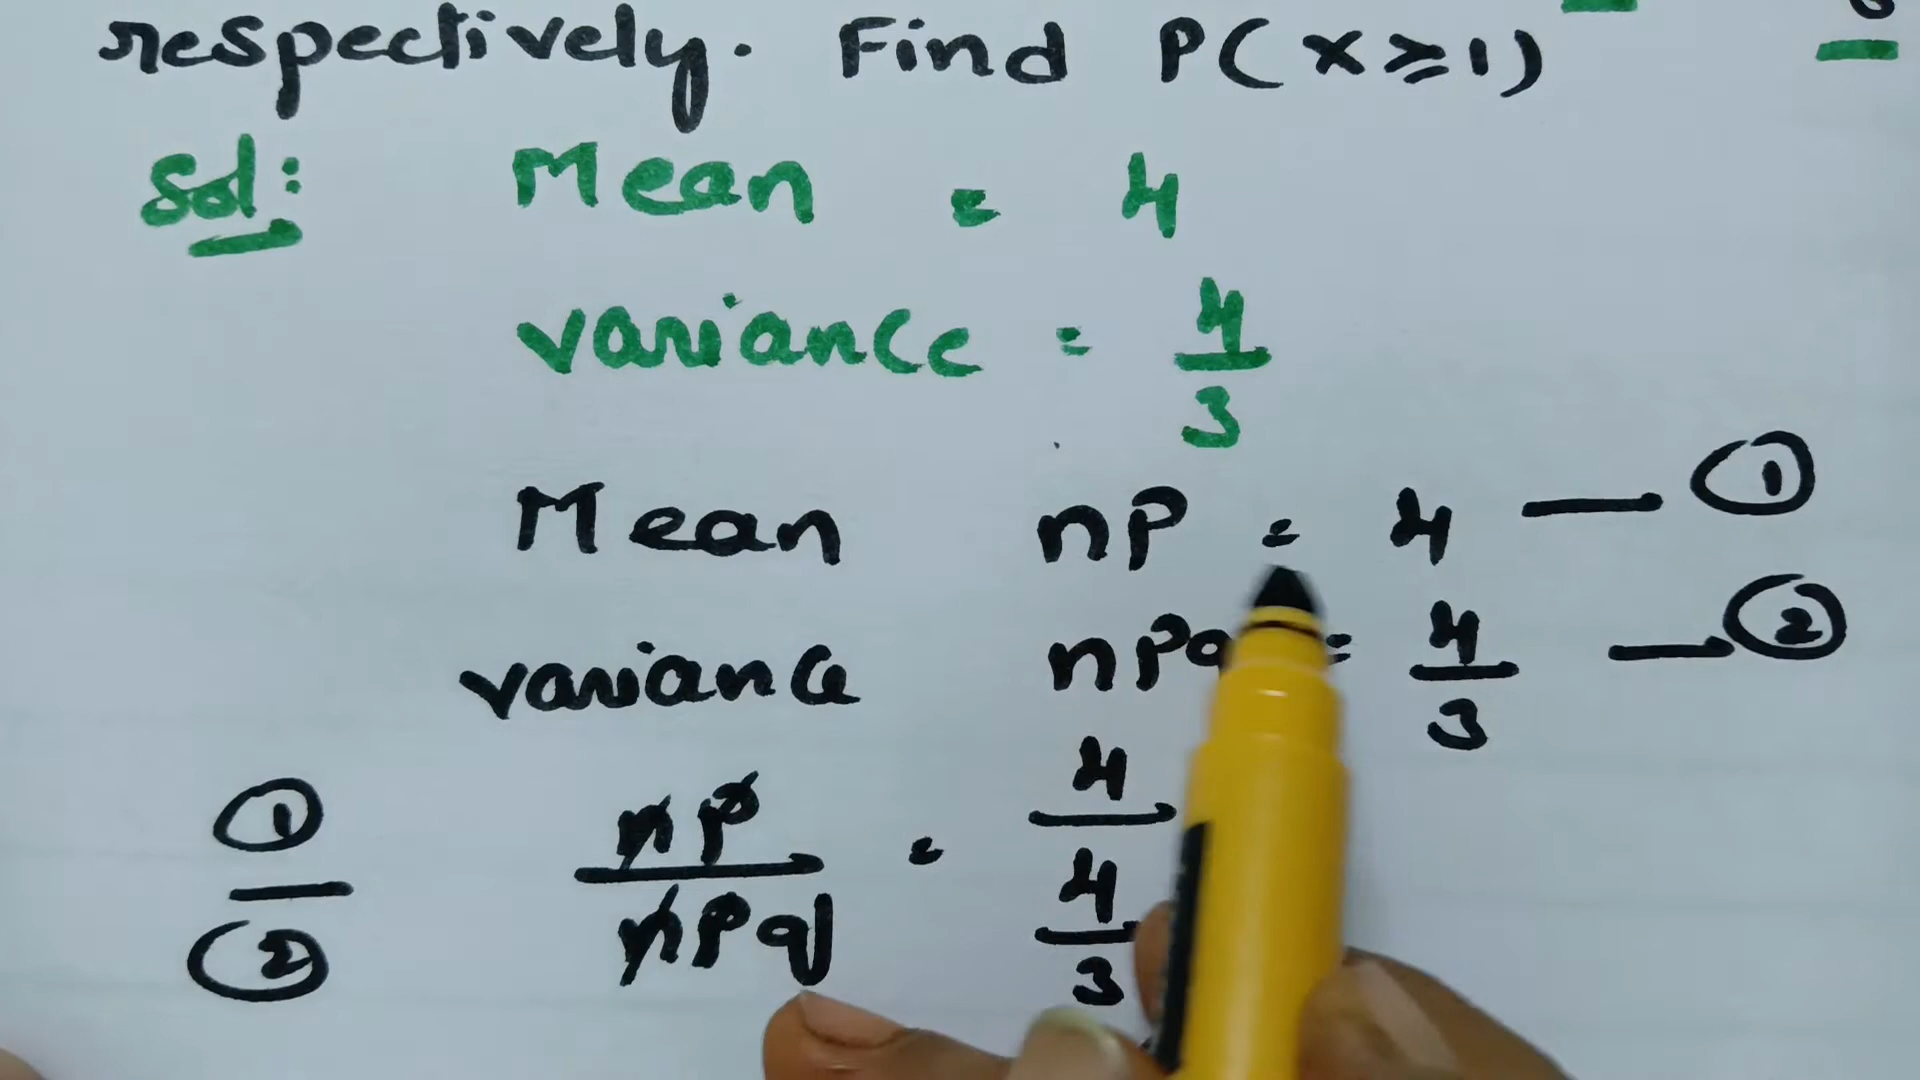 respectively. Find P(x≥1)
Sol: Mean = 4
variance = 4/3
Mean np = 4 — ①
variance npq = 4/3 — ②
①/② np/npq = 4/(4/3)